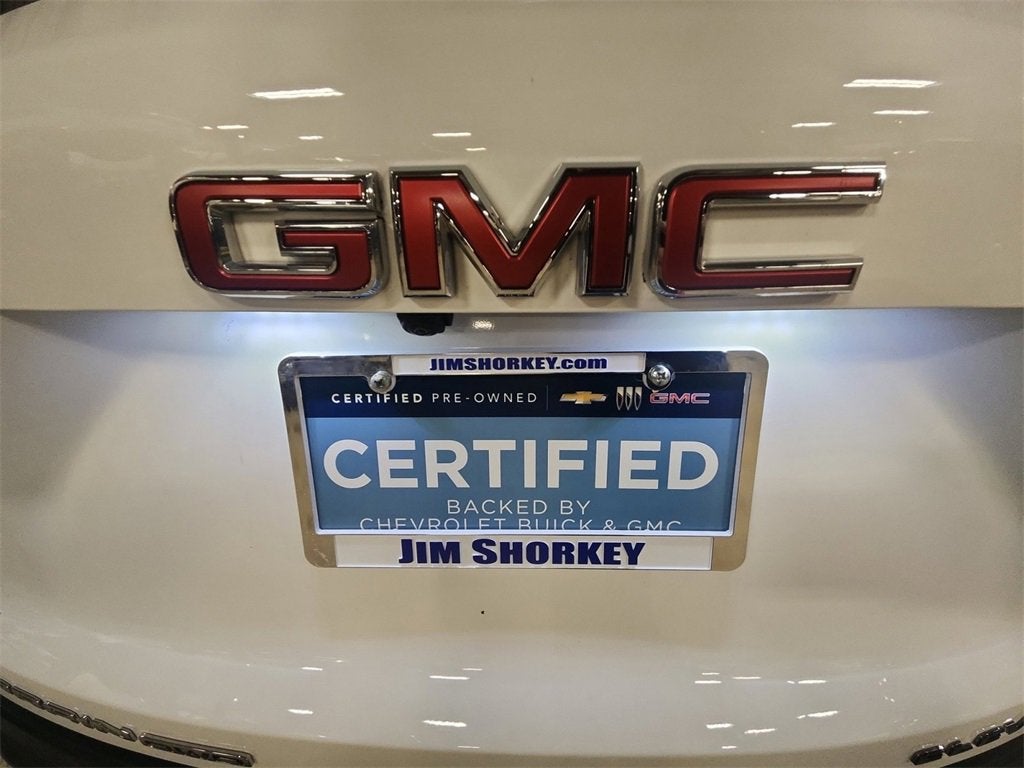 GMC
JIMSHORKEY.com
CERTIFIED PRE-OWNED GMC
CERTIFIED
BACKED BY
CHEVROLET BUICK & GMC
JIM SHORKEY